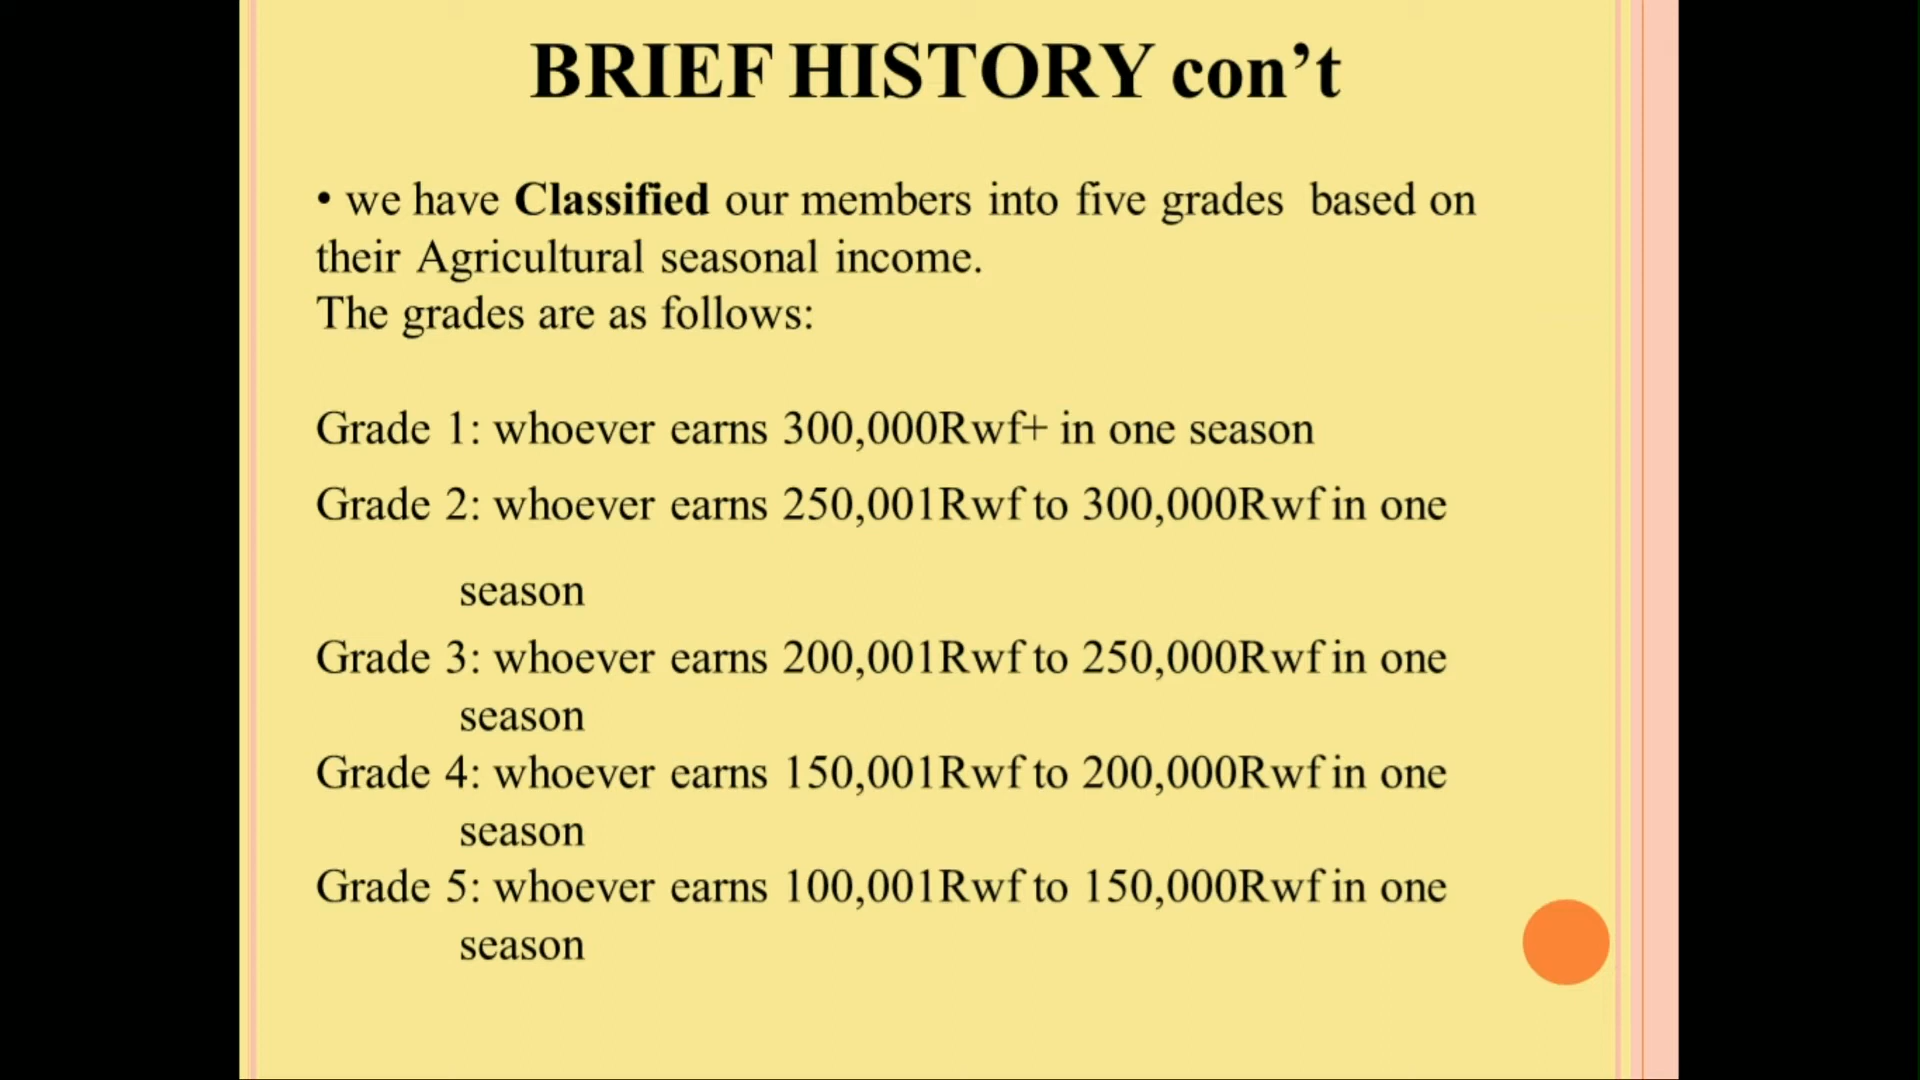 BRIEF HISTORY con’t
• we have Classified our members into five grades based on
their Agricultural seasonal income.
The grades are as follows:
Grade 1: whoever earns 300,000Rwf+ in one season
Grade 2: whoever earns 250,001Rwf to 300,000Rwf in one
season
Grade 3: whoever earns 200,001Rwf to 250,000Rwf in one
season
Grade 4: whoever earns 150,001Rwf to 200,000Rwf in one
season
Grade 5: whoever earns 100,001Rwf to 150,000Rwf in one
season